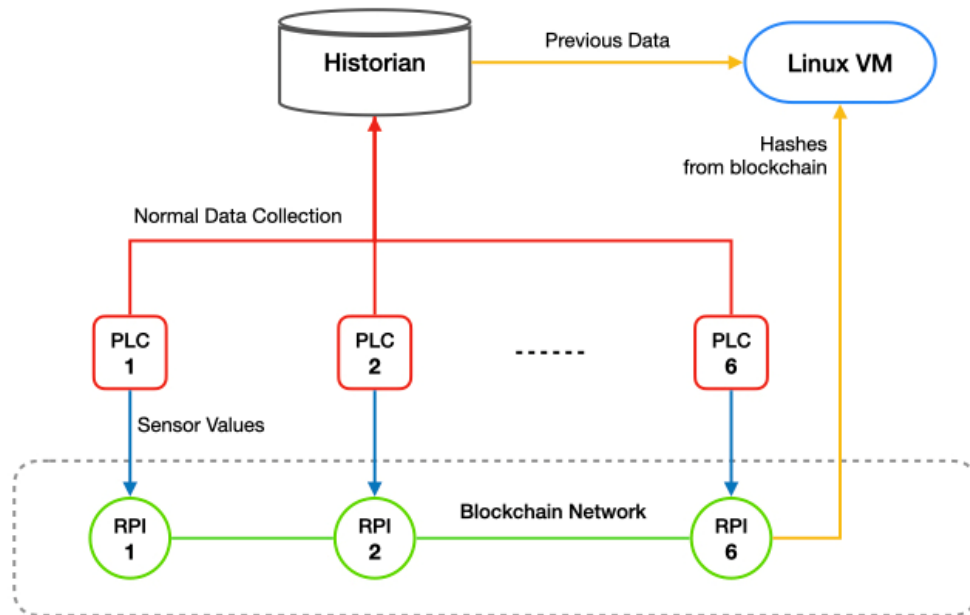 Historian
Previous Data
Linux VM
Hashes
from blockchain
Normal Data Collection
PLC
1
PLC
2
PLC
6
Sensor Values
Blockchain Network
RPI
1
RPI
2
RPI
6